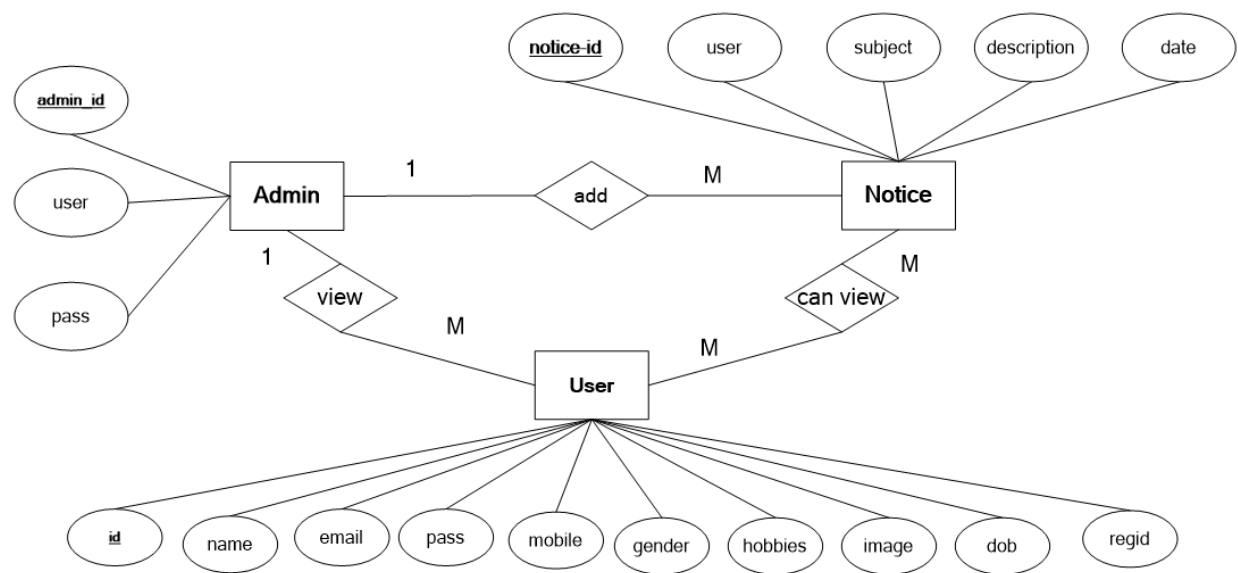 notice-id
user
subject
description
date
admin_id
user
pass
Admin
1
add
M
Notice
1
view
M
M
can view
M
User
id
name
email
pass
mobile
gender
hobbies
image
dob
regid